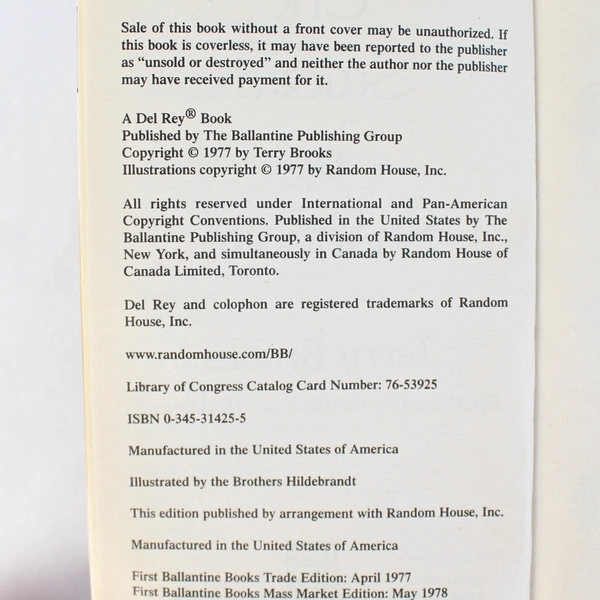 Sale of this book without a front cover may be unauthorized. If
this book is coverless, it may have been reported to the publisher
as “unsold or destroyed” and neither the author nor the publisher
may have received payment for it.
A Del Rey® Book
Published by The Ballantine Publishing Group
Copyright © 1977 by Terry Brooks
Illustrations copyright © 1977 by Random House, Inc.
All rights reserved under International and Pan-American
Copyright Conventions. Published in the United States by The
Ballantine Publishing Group, a division of Random House, Inc.,
New York, and simultaneously in Canada by Random House of
Canada Limited, Toronto.
Del Rey and colophon are registered trademarks of Random
House, Inc.
www.randomhouse.com/BB/
Library of Congress Catalog Card Number: 76-53925
ISBN 0-345-31425-5
Manufactured in the United States of America
Illustrated by the Brothers Hildebrandt
This edition published by arrangement with Random House, Inc.
Manufactured in the United States of America
First Ballantine Books Trade Edition: April 1977
First Ballantine Books Mass Market Edition: May 1978